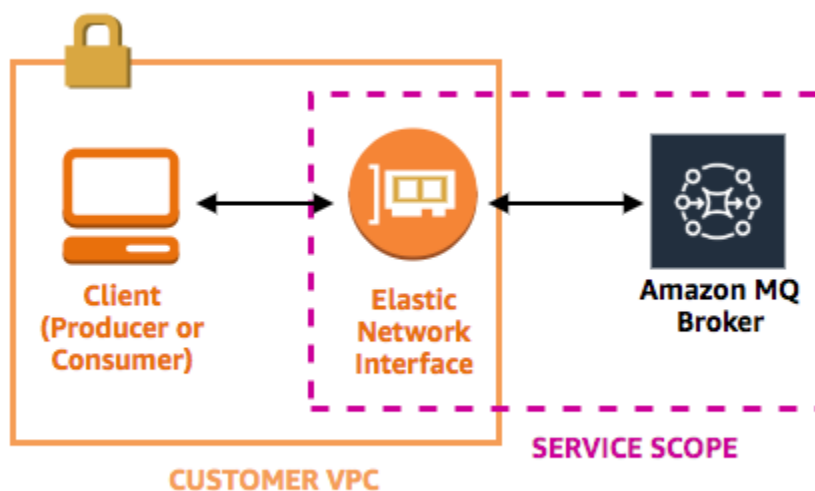 Client
(Producer or
Consumer)
Elastic
Network
Interface
Amazon MQ
Broker
SERVICE SCOPE
CUSTOMER VPC